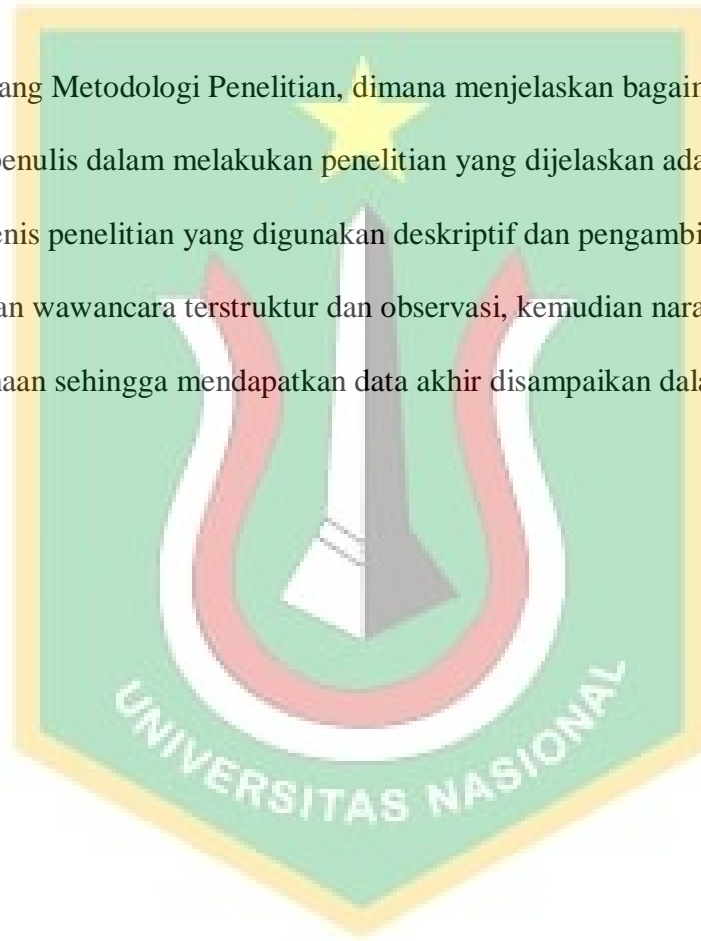 ang Metodologi Penelitian, dimana menjelaskan bagain
penulis dalam melakukan penelitian yang dijelaskan ada
enis penelitian yang digunakan deskriptif dan pengambi
an wawancara terstruktur dan observasi, kemudian nara
naan sehingga mendapatkan data akhir disampaikan dala
UNIVERSITAS NASIONAL